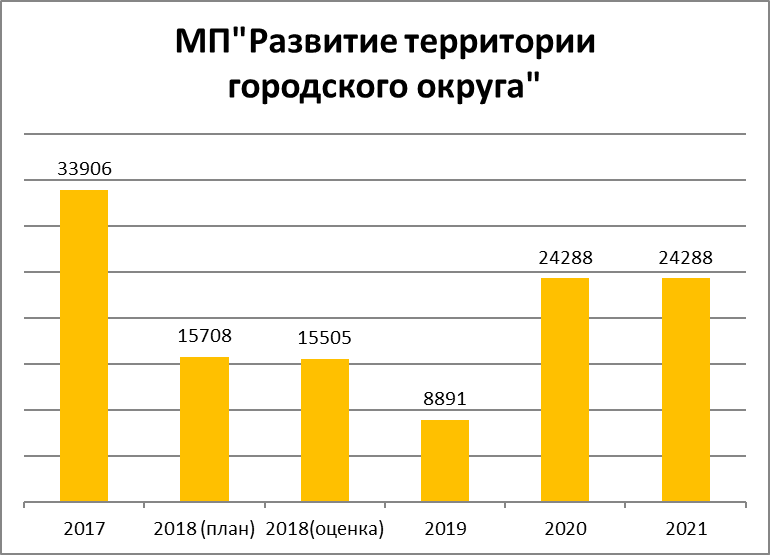 МП"Развитие территории
городского округа"
33906
15708
15505
8891
24288
24288
2017
2018 (план)
2018(оценка)
2019
2020
2021